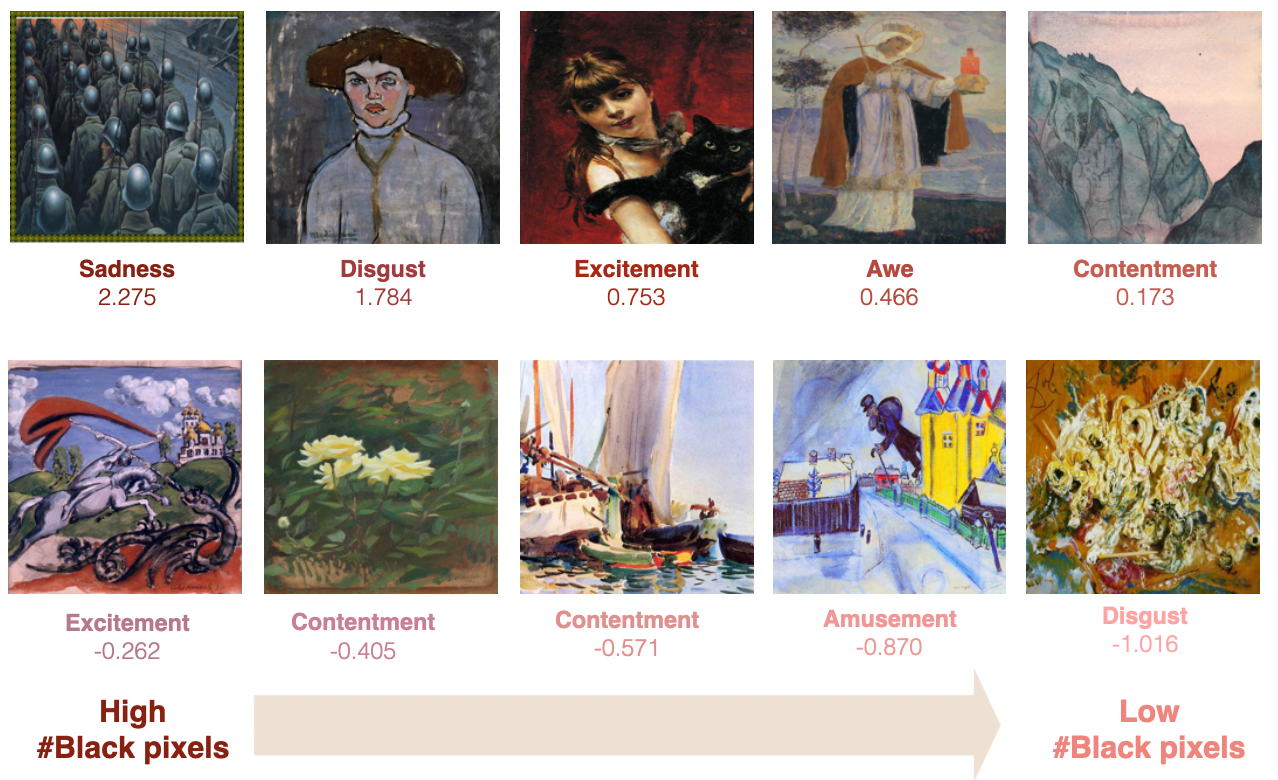 Sadness
2.275
Disgust
1.784
Excitement
0.753
Awe
0.466
Contentment
0.173
Excitement
-0.262
Contentment
-0.405
Contentment
-0.571
Amusement
-0.870
Disgust
-1.016
High
#Black pixels
Low
#Black pixels